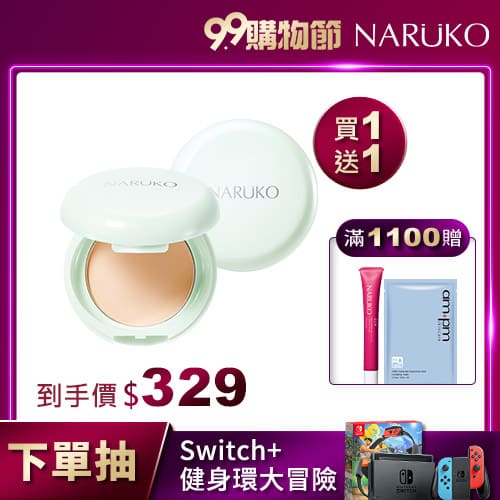 9.9購物節 NARUKO
買1
送1
NARUKO
NARUKO
滿1100贈
NARUKO
am+pm
到手價 $329
下單抽
Switch+
健身環大冒險
SWITCH